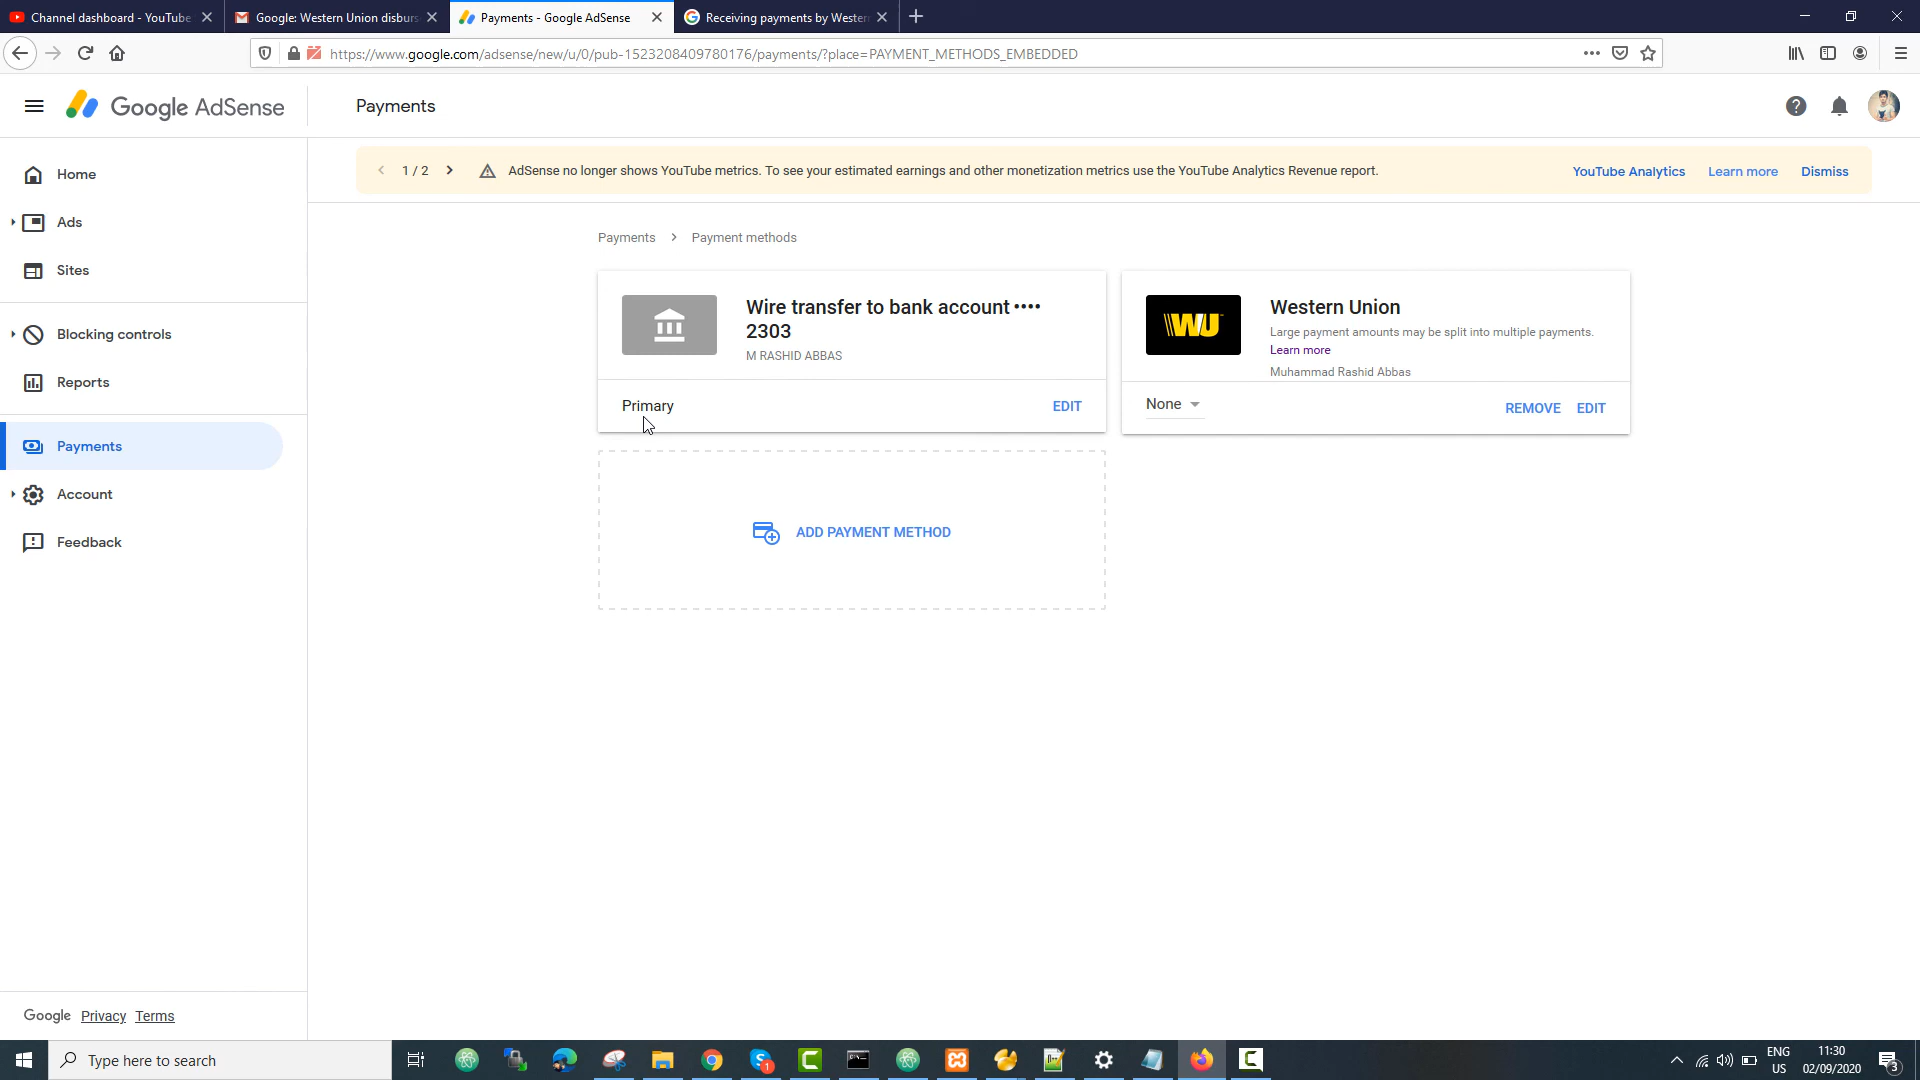 Channel dashboard - YouTube
Google: Western Union disburs
Payments - Google AdSense
Receiving payments by Wester
https://www.google.com/adsense/new/u/0/pub-1523208409780176/payments/?place=PAYMENT_METHODS_EMBEDDED
Google AdSense
Payments
Home
Ads
Sites
Blocking controls
Reports
Payments
Account
Feedback
1 / 2
AdSense no longer shows YouTube metrics. To see your estimated earnings and other monetization metrics use the YouTube Analytics Revenue report.
YouTube Analytics
Learn more
Dismiss
Payments > Payment methods
Wire transfer to bank account ••••
2303
M RASHID ABBAS
Primary
EDIT
WU
Western Union
Large payment amounts may be split into multiple payments.
Learn more
Muhammad Rashid Abbas
None
REMOVE
EDIT
ADD PAYMENT METHOD
Google Privacy Terms
Type here to search
ENG
US
11:30
02/09/2020
3